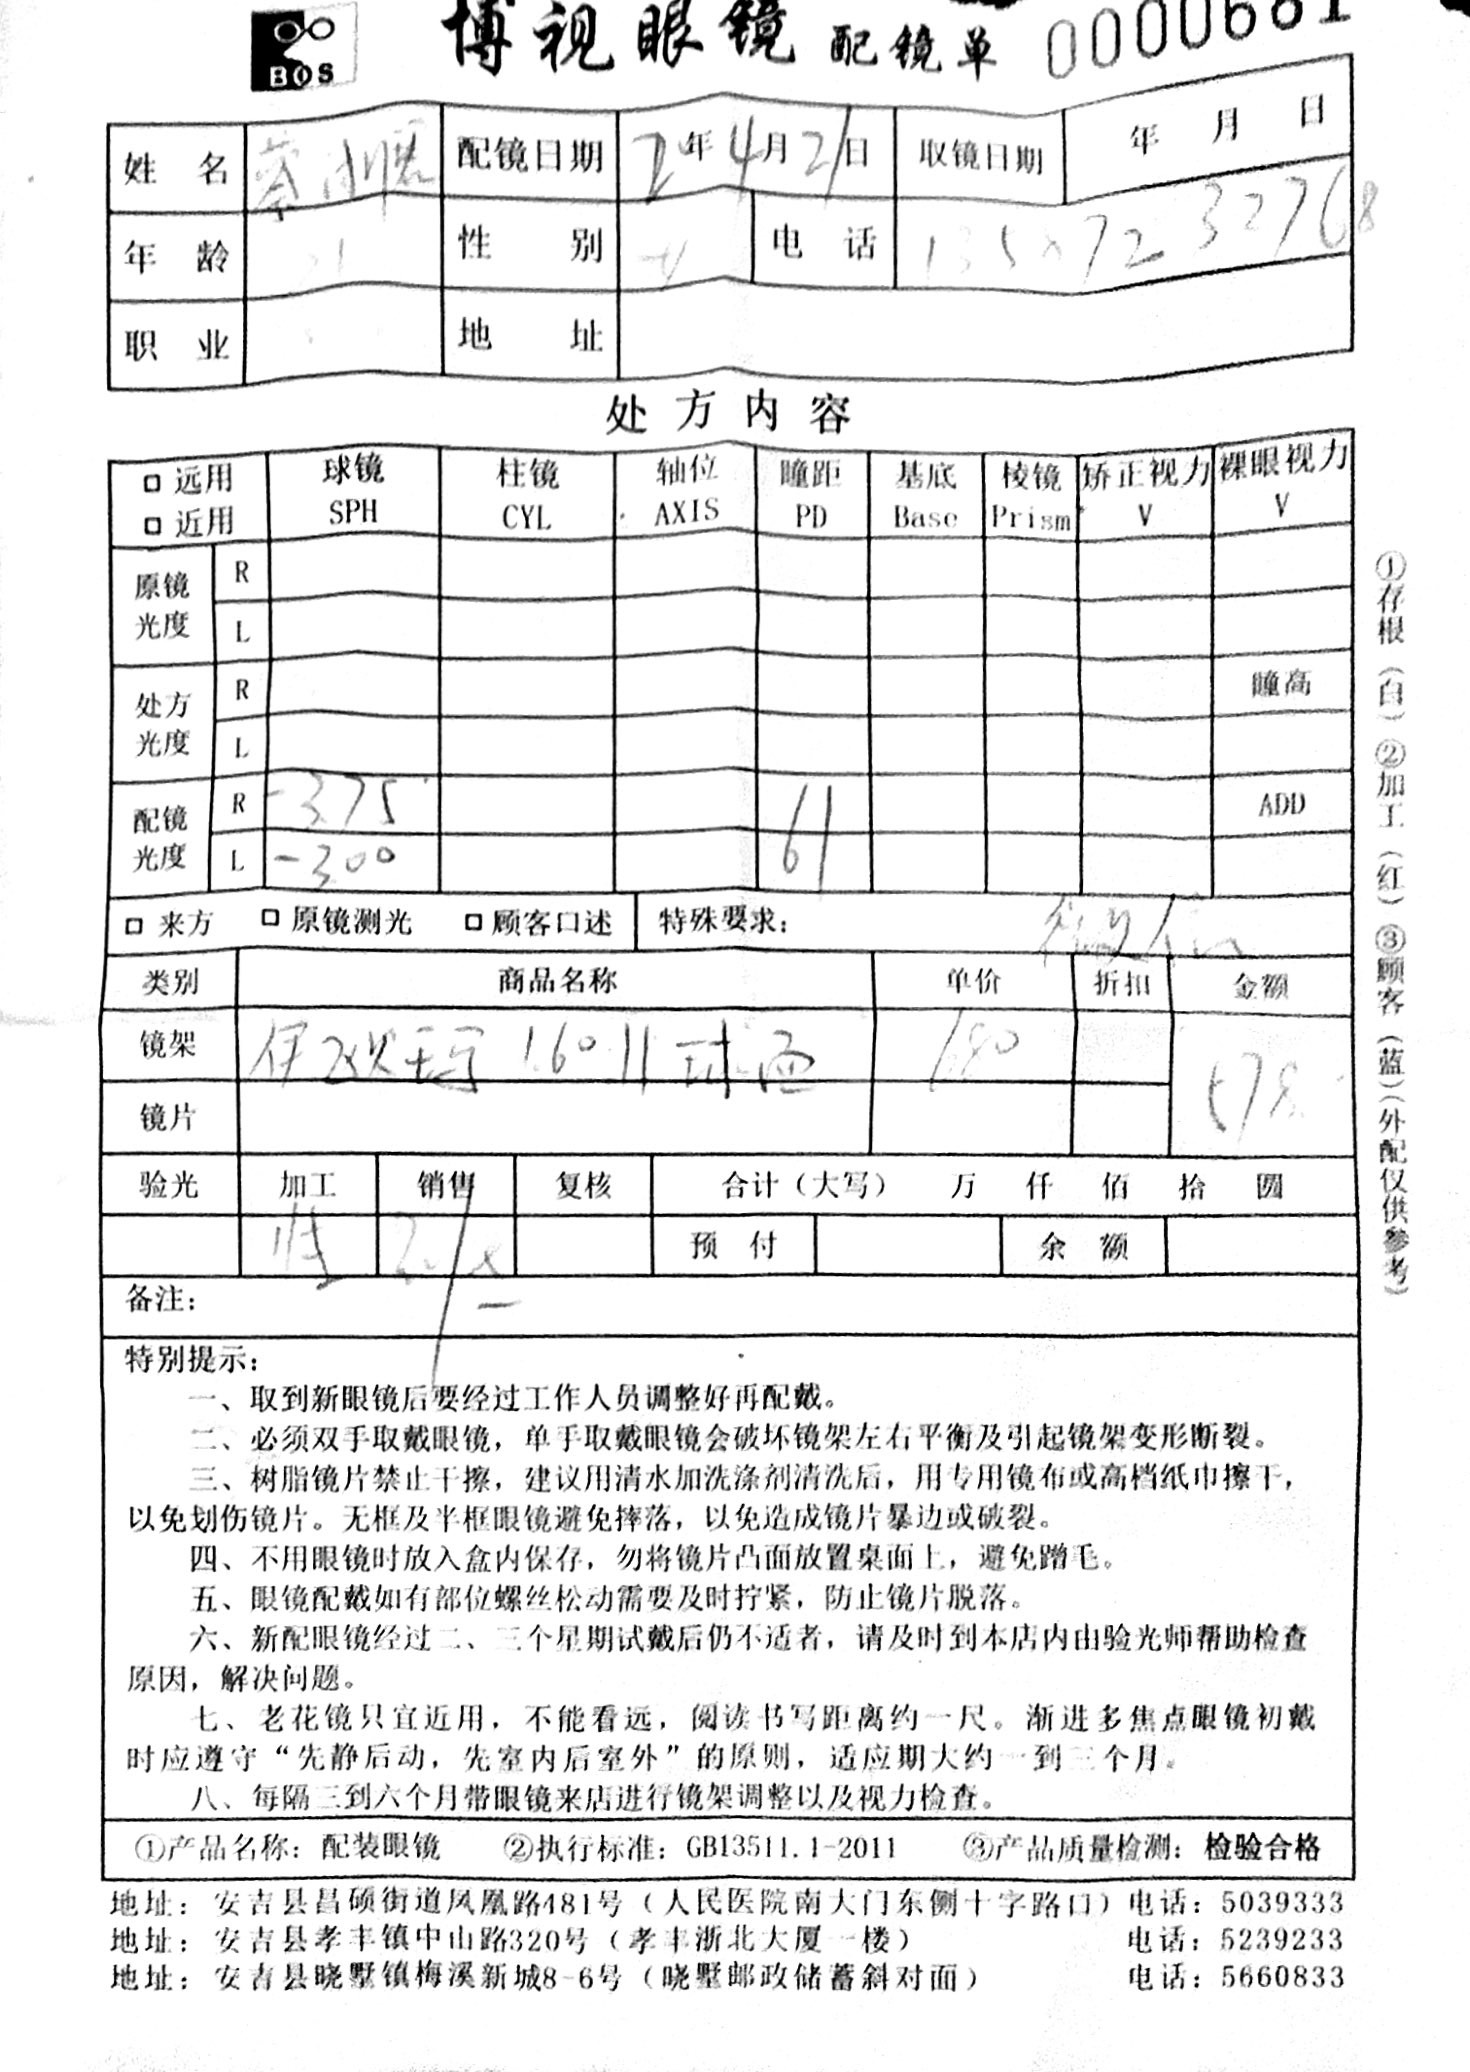 BOS
博视眼镜 配镜单 0000681
姓 名 蔡 配镜日期 年4月21日 取镜日期 年 月 日
年 龄 性 别 女 电 话
职 业 地 址
处方内容
□ 远用 球镜 柱镜 轴位 瞳距 基底 棱镜 矫正视力 裸眼视力
□ 近用 SPH CYL AXIS PD Base Prism V V
原镜光度 R
L
处方光度 R 瞳高
L
配镜光度 R -375 61 ADD
L -300
□ 来方 □ 原镜测光 □ 顾客口述 特殊要求:
类别 商品名称 单价 折扣 金额
镜架 1.60 球面 578
镜片
验光 加工 销售 复核 合计(大写) 万 仟 佰 拾 圆
预 付 余 额
备注:
特别提示:
一、取到新眼镜后要经过工作人员调整好再配戴。
二、必须双手取戴眼镜，单手取戴眼镜会破坏镜架左右平衡及引起镜架变形断裂。
三、树脂镜片禁止干擦，建议用清水加洗涤剂清洗后，用专用镜布或高档纸巾擦干，
以免划伤镜片。无框及半框眼镜避免摔落，以免造成镜片暴边或破裂。
四、不用眼镜时放入盒内保存，勿将镜片凸面放置桌面上，避免蹭毛。
五、眼镜配戴如有部位螺丝松动需要及时拧紧，防止镜片脱落。
六、新配眼镜经过二、三个星期试戴后仍不适者，请及时到本店内由验光师帮助检查
原因，解决问题。
七、老花镜只宜近用，不能看远，阅读书写距离约一尺。渐进多焦点眼镜初戴
时应遵守“先静后动，先室内后室外”的原则，适应期大约一到三个月。
八、每隔三到六个月带眼镜来店进行镜架调整以及视力检查。
①产品名称：配装眼镜 ②执行标准：GB13511.1-2011 ③产品质量检测：检验合格
地址：安吉县昌硕街道凤凰路481号（人民医院南大门东侧十字路口）电话：5039333
地址：安吉县孝丰镇中山路320号（孝丰浙北大厦一楼） 电话：5239233
地址：安吉县晓墅镇梅溪新城8-6号（晓墅邮政储蓄斜对面） 电话：5660833
①存根（白）②加工（红）③顾客（蓝）（外配仅供参考）